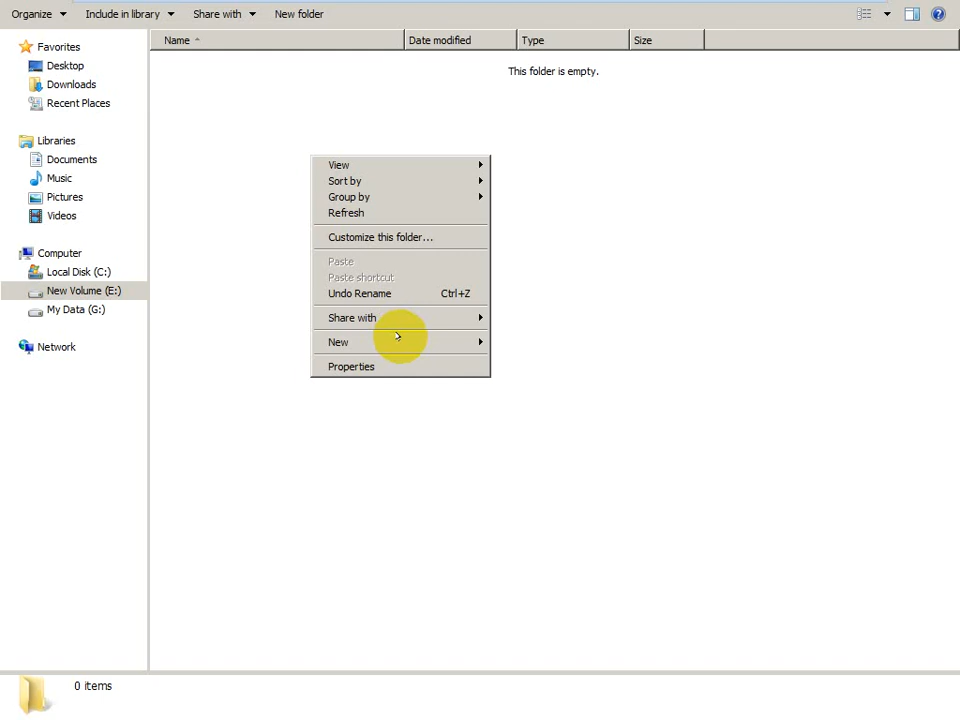 Organize Include in library Share with New folder
Name Date modified Type Size
This folder is empty.
Favorites
Desktop
Downloads
Recent Places
Libraries
Documents
Music
Pictures
Videos
Computer
Local Disk (C:)
New Volume (E:)
My Data (G:)
Network
View
Sort by
Group by
Refresh
Customize this folder...
Paste
Paste shortcut
Undo Rename Ctrl+Z
Share with
New
Properties
0 items